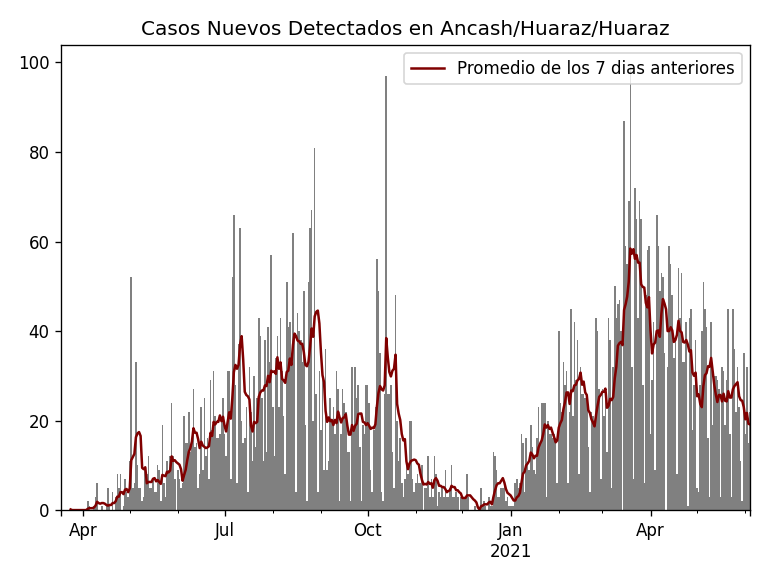 Casos Nuevos Detectados en Ancash/Huaraz/Huaraz
Promedio de los 7 dias anteriores
100
80
60
40
20
0
Apr
Jul
Oct
Jan
2021
Apr